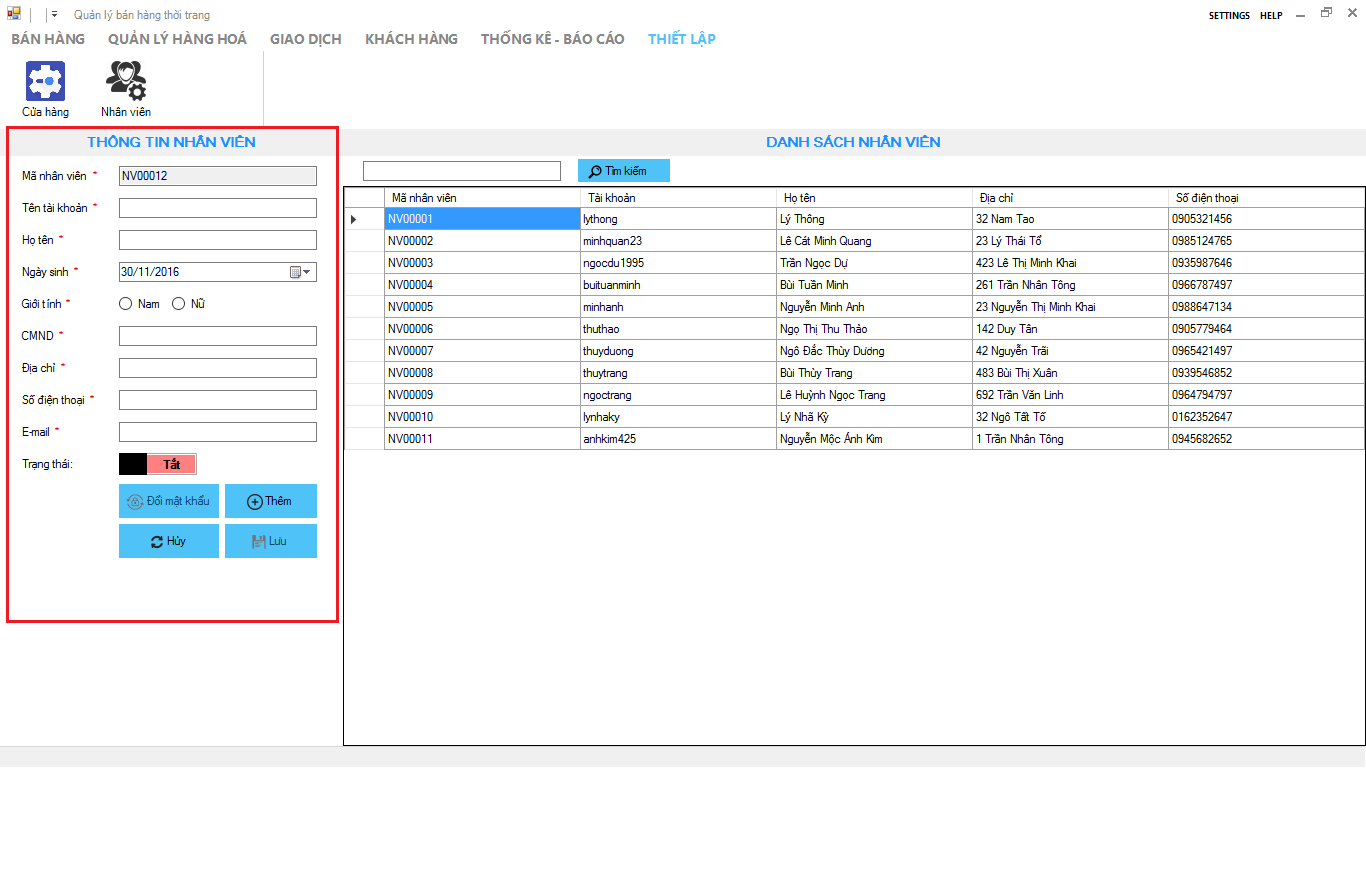 Quản lý bán hàng thời trang
SETTINGS HELP
BÁN HÀNG QUẢN LÝ HÀNG HOÁ GIAO DỊCH KHÁCH HÀNG THỐNG KÊ - BÁO CÁO THIẾT LẬP
Cửa hàng Nhân viên
THÔNG TIN NHÂN VIÊN
Mã nhân viên * NV00012
Tên tài khoản *
Họ tên *
Ngày sinh * 30/11/2016
Giới tính * Nam Nữ
CMND *
Địa chỉ *
Số điện thoại *
E-mail *
Trạng thái: Tắt
Đổi mật khẩu Thêm
Hủy Lưu
DANH SÁCH NHÂN VIÊN
Tìm kiếm
Mã nhân viên Tài khoản Họ tên Địa chỉ Số điện thoại
NV00001 lythong Lý Thông 32 Nam Tao 0905321456
NV00002 minhquan23 Lê Cát Minh Quang 23 Lý Thái Tổ 0985124765
NV00003 ngocdu1995 Trần Ngọc Dự 423 Lê Thị Minh Khai 0935987646
NV00004 buituanminh Bùi Tuấn Minh 261 Trần Nhân Tông 0966787497
NV00005 minhanh Nguyễn Minh Anh 23 Nguyễn Thị Minh Khai 0988647134
NV00006 thuthao Ngọ Thị Thu Thảo 142 Duy Tân 0905779464
NV00007 thuyduong Ngô Đắc Thùy Dương 42 Nguyễn Trãi 0965421497
NV00008 thuytrang Bùi Thùy Trang 483 Bùi Thị Xuân 0939546852
NV00009 ngoctrang Lê Huỳnh Ngọc Trang 692 Trần Văn Linh 0964794797
NV00010 lynhaky Lý Nhã Kỳ 32 Ngô Tất Tố 0162352647
NV00011 anhkim425 Nguyễn Mộc Ánh Kim 1 Trần Nhân Tông 0945682652